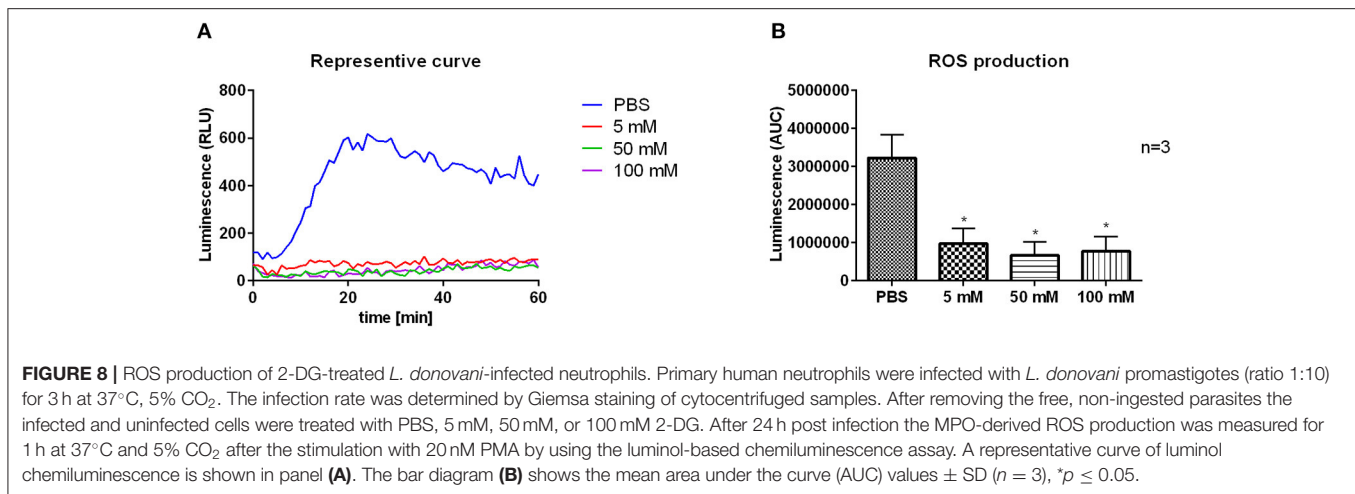 A
Representive curve
Luminescence (RLU)
800
600
400
200
0
0
20
40
60
time [min]
PBS
5 mM
50 mM
100 mM
B
ROS production
Luminescence (AUC)
5000000
4000000
3000000
2000000
1000000
0
*
*
*
PBS
5 mM
50 mM
100 mM
n=3
FIGURE 8 | ROS production of 2-DG-treated L. donovani-infected neutrophils. Primary human neutrophils were infected with L. donovani promastigotes (ratio 1:10)
for 3 h at 37°C, 5% CO₂. The infection rate was determined by Giemsa staining of cytocentrifuged samples. After removing the free, non-ingested parasites the
infected and uninfected cells were treated with PBS, 5 mM, 50 mM, or 100 mM 2-DG. After 24 h post infection the MPO-derived ROS production was measured for
1 h at 37°C and 5% CO₂ after the stimulation with 20 nM PMA by using the luminol-based chemiluminescence assay. A representative curve of luminol
chemiluminescence is shown in panel (A). The bar diagram (B) shows the mean area under the curve (AUC) values ± SD (n = 3), *p ≤ 0.05.